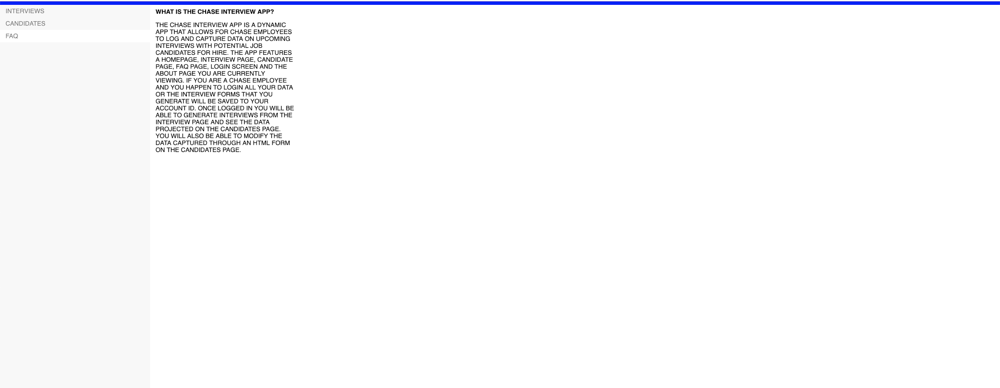 INTERVIEWS
CANDIDATES
FAQ
WHAT IS THE CHASE INTERVIEW APP?
THE CHASE INTERVIEW APP IS A DYNAMIC
APP THAT ALLOWS FOR CHASE EMPLOYEES
TO LOG AND CAPTURE DATA ON UPCOMING
INTERVIEWS WITH POTENTIAL JOB
CANDIDATES FOR HIRE. THE APP FEATURES
A HOMEPAGE, INTERVIEW PAGE, CANDIDATE
PAGE, FAQ PAGE, LOGIN SCREEN AND THE
ABOUT PAGE YOU ARE CURRENTLY
VIEWING. IF YOU ARE A CHASE EMPLOYEE
AND YOU HAPPEN TO LOGIN ALL YOUR DATA
OR THE INTERVIEW FORMS THAT YOU
GENERATE WILL BE SAVED TO YOUR
ACCOUNT ID. ONCE LOGGED IN YOU WILL BE
ABLE TO GENERATE INTERVIEWS FROM THE
INTERVIEW PAGE AND SEE THE DATA
PROJECTED ON THE CANDIDATES PAGE.
YOU WILL ALSO BE ABLE TO MODIFY THE
DATA CAPTURED THROUGH AN HTML FORM
ON THE CANDIDATES PAGE.